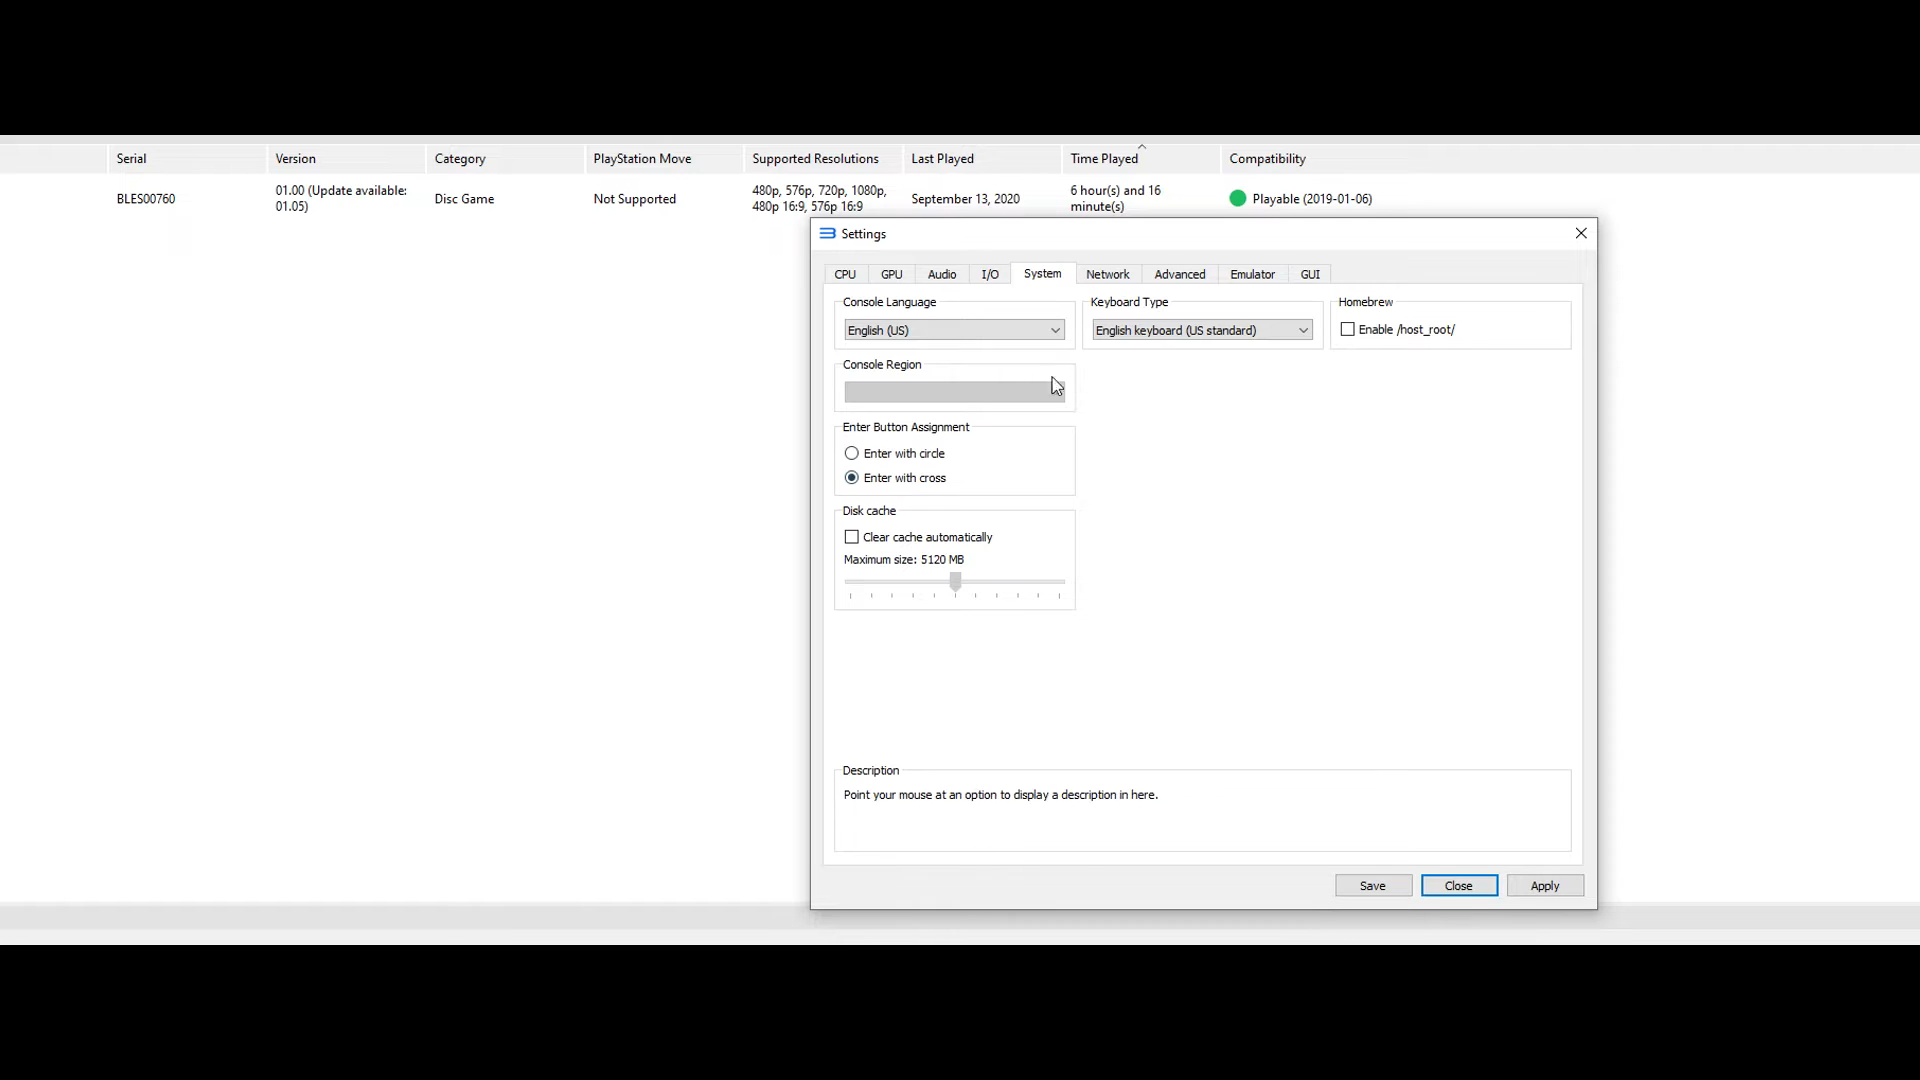 Serial
Version
Category
PlayStation Move
Supported Resolutions
Last Played
Time Played
Compatibility
BLES00760
01.00 (Update available:
01.05)
Disc Game
Not Supported
480p, 576p, 720p, 1080p,
480p 16:9, 576p 16:9
September 13, 2020
6 hour(s) and 16
minute(s)
Playable (2019-01-06)
Settings
CPU
GPU
Audio
I/O
System
Network
Advanced
Emulator
GUI
Console Language
English (US)
Keyboard Type
English keyboard (US standard)
Homebrew
Enable /host_root/
Console Region
Enter Button Assignment
Enter with circle
Enter with cross
Disk cache
Clear cache automatically
Maximum size: 5120 MB
Description
Point your mouse at an option to display a description in here.
Save
Close
Apply